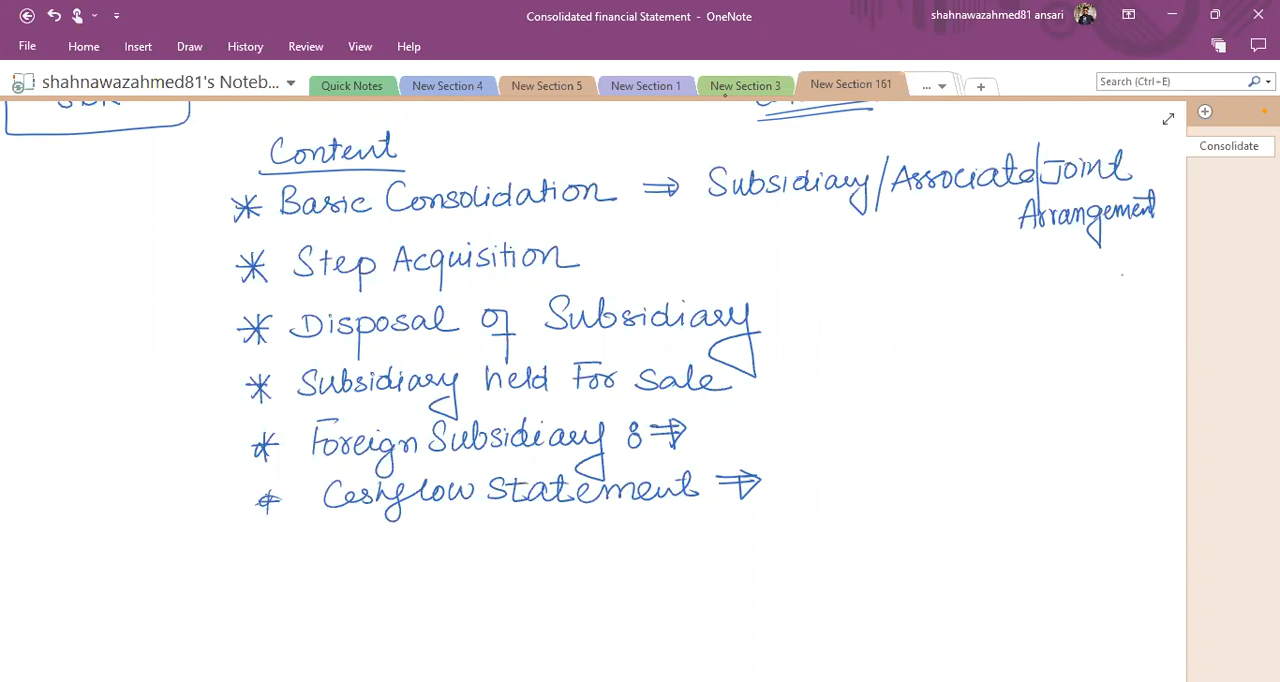 Consolidated financial Statement - OneNote
shahnawazahmed81 ansari
File Home Insert Draw History Review View Help
shahnawazahmed81's Noteb...
Quick Notes New Section 4 New Section 5 New Section 1 New Section 3 New Section 161 ...
Search (Ctrl+E)
Consolidate
Content
* Basic Consolidation ⇒ Subsidiary/Associate/Joint
Arrangement
* Step Acquisition
* Disposal of Subsidiary
* Subsidiary held For sale
* Foreign Subsidiary 8⇒
* Cashflow Statement ⇒